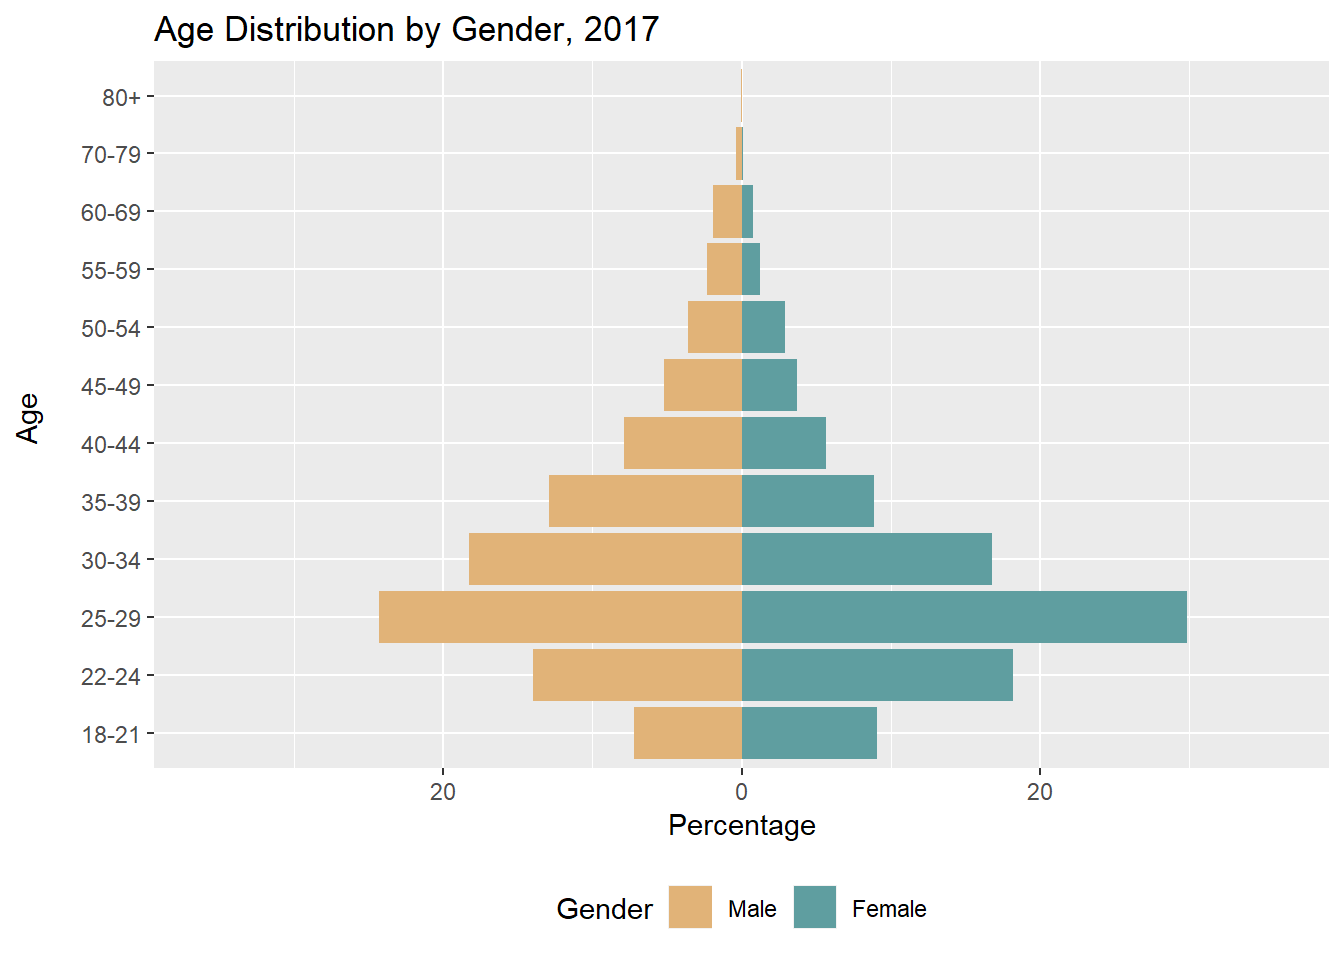 Age Distribution by Gender, 2017
80+
70-79
60-69
55-59
50-54
45-49
40-44
35-39
30-34
25-29
22-24
18-21
Age
20 0 20
Percentage
Gender Male Female